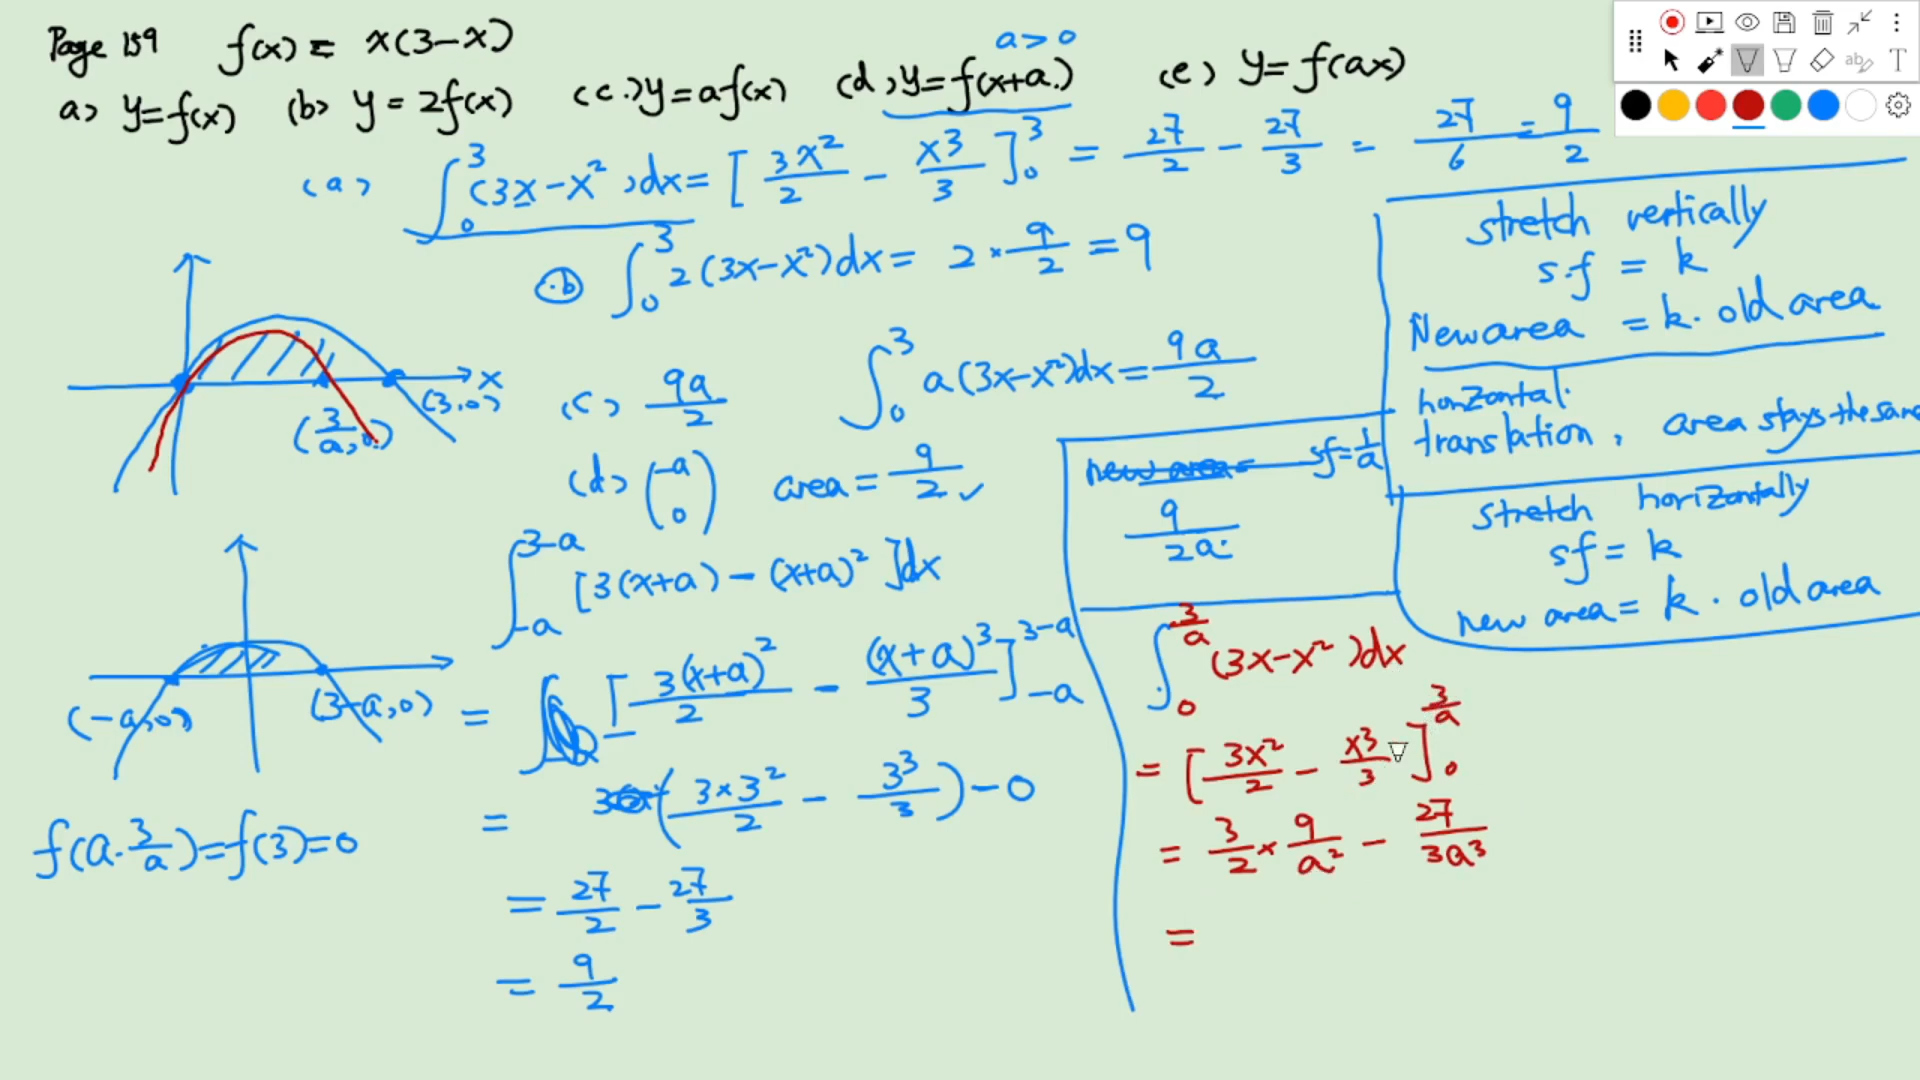 Page 159 f(x) = x(3-x)
a) y=f(x) (b) y = 2f(x) (c.) y=af(x) (d) y=f(x+a.) (e) y= f(ax)
a > 0
(a) ∫₀³ (3x-x²)dx = [3x²/2 - x3/3]₀³ = 27/2 - 27/3 = 27/6 = 9/2
(b) ∫₀³ 2(3x-x²)dx = 2 × 9/2 = 9
(c) 9a/2 ∫₀³ a(3x-x²)dx = 9a/2
(d) (-a 0) area = 9/2 ✓
∫_{-a}^{3-a} [3(x+a) - (x+a)²]dx
= [3(x+a)²/2 - (x+a)³/3]_{-a}^{3-a}
= (3×3²/2 - 3³/3) - 0
= 27/2 - 27/3
= 9/2
x
(3,0)
(3/a, 0)
(-a,0)
(3-a,0)
f(a·3/a)=f(3)=0
stretch vertically
s.f = k
New area = k. old area
horizontal.
translation, area stays the same
stretch horizontally
sf = k
new area = k . old area
new area = sf=1/a
9/2a
∫₀^{3/a} (3x-x²)dx
= [3x²/2 - x3/3]₀^{3/a}
= 3/2 × 9/a² - 27/3a³
=
ab
T